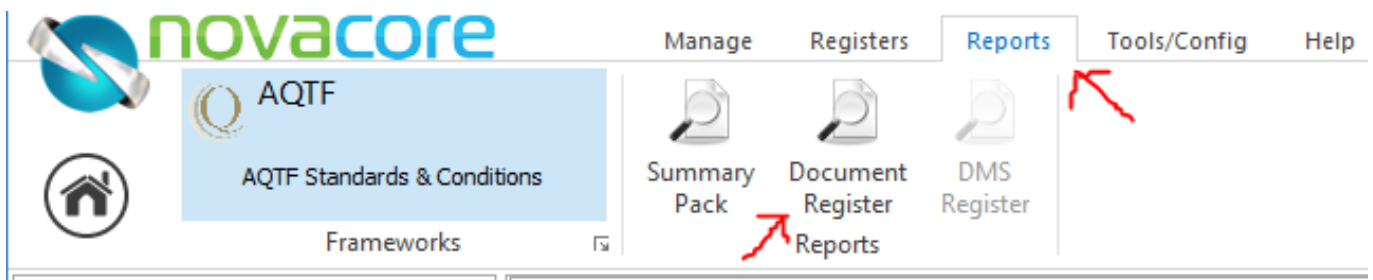 novacore
Manage Registers Reports Tools/Config Help
AQTF
AQTF Standards & Conditions
Frameworks
Summary Pack
Document Register
DMS Register
Reports